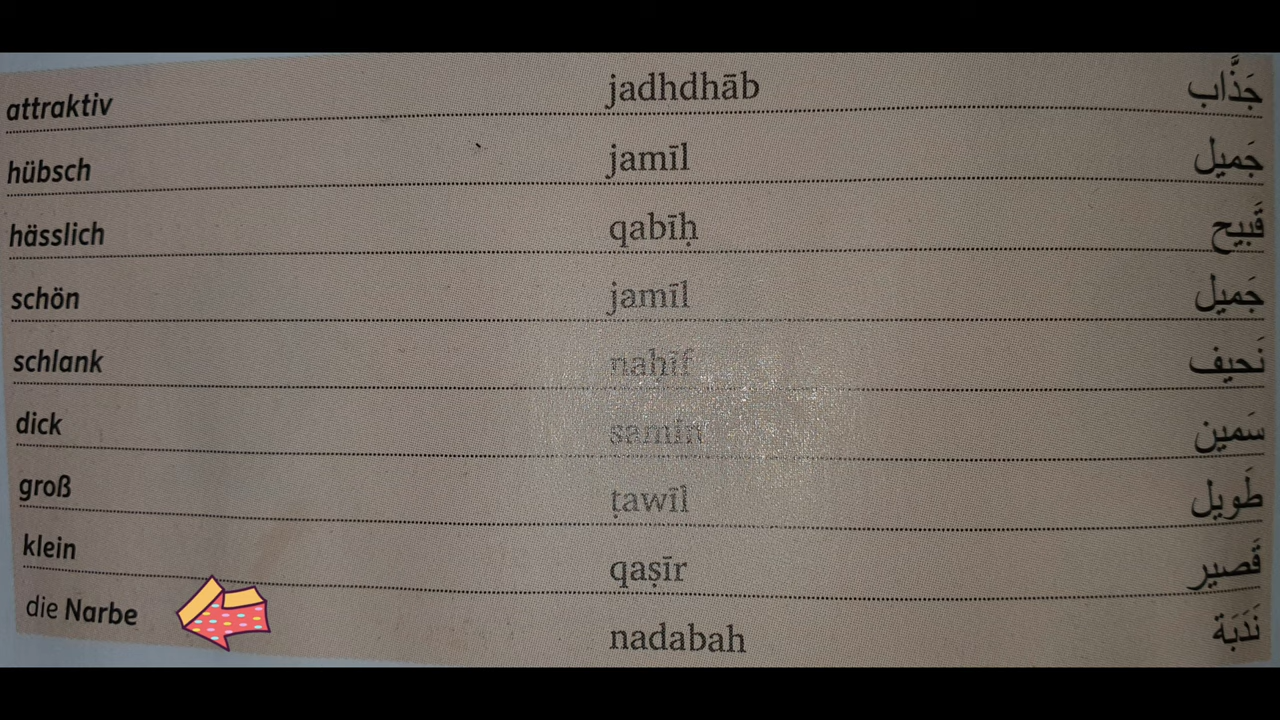 attraktiv jadhdhāb جَذَّاب
hübsch jamīl جَميل
hässlich qabīḥ قَبيح
schön jamīl جَميل
schlank naḥīf نَحيف
dick samīn سَمين
groß ṭawīl طَويل
klein qaṣīr قَصير
die Narbe nadabah نَدَبَة